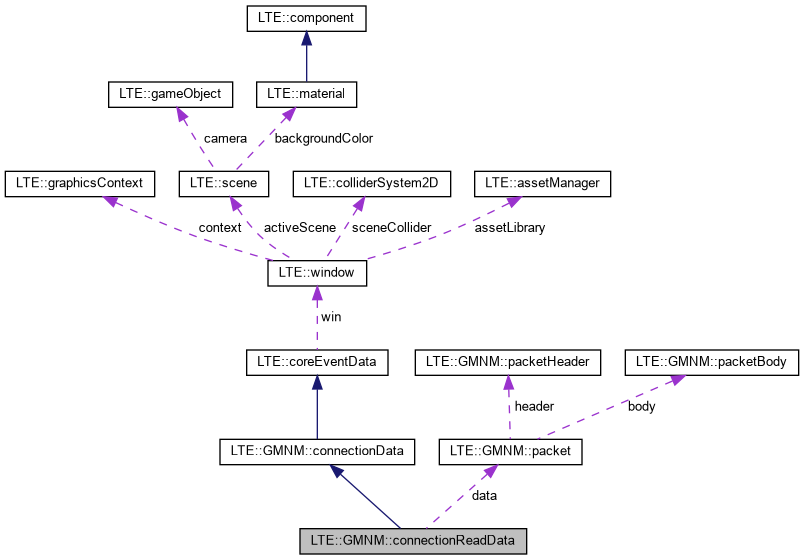 LTE::component
LTE::gameObject
LTE::material
camera
backgroundColor
LTE::graphicsContext
LTE::scene
LTE::colliderSystem2D
LTE::assetManager
context
activeScene
sceneCollider
assetLibrary
LTE::window
win
LTE::coreEventData
LTE::GMNM::packetHeader
LTE::GMNM::packetBody
header
body
LTE::GMNM::connectionData
LTE::GMNM::packet
data
LTE::GMNM::connectionReadData